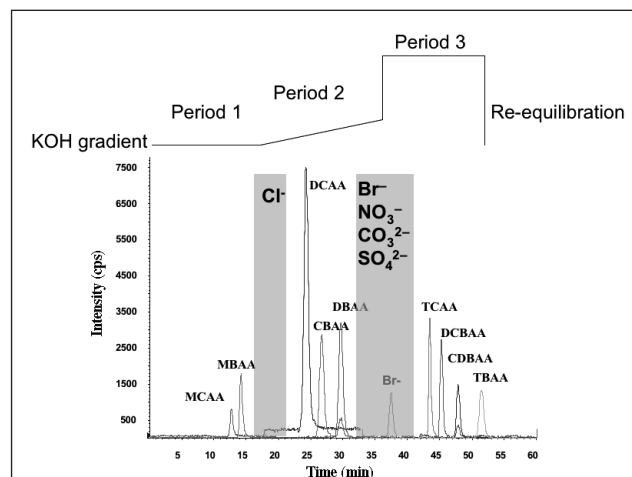 Period 3
Period 2
Period 1
Re-equilibration
KOH gradient
7500
6500
5500
4500
3500
2500
1500
500
Intensity (cps)
Cl⁻
DCAA
Br⁻
NO₃⁻
CO₃²⁻
SO₄²⁻
DBAA
CBAA
TCAA
DCBAA
CDBAA
TBAA
MBAA
MCAA
Br-
5 10 15 20 25 30 35 40 45 50 55 60
Time (min)